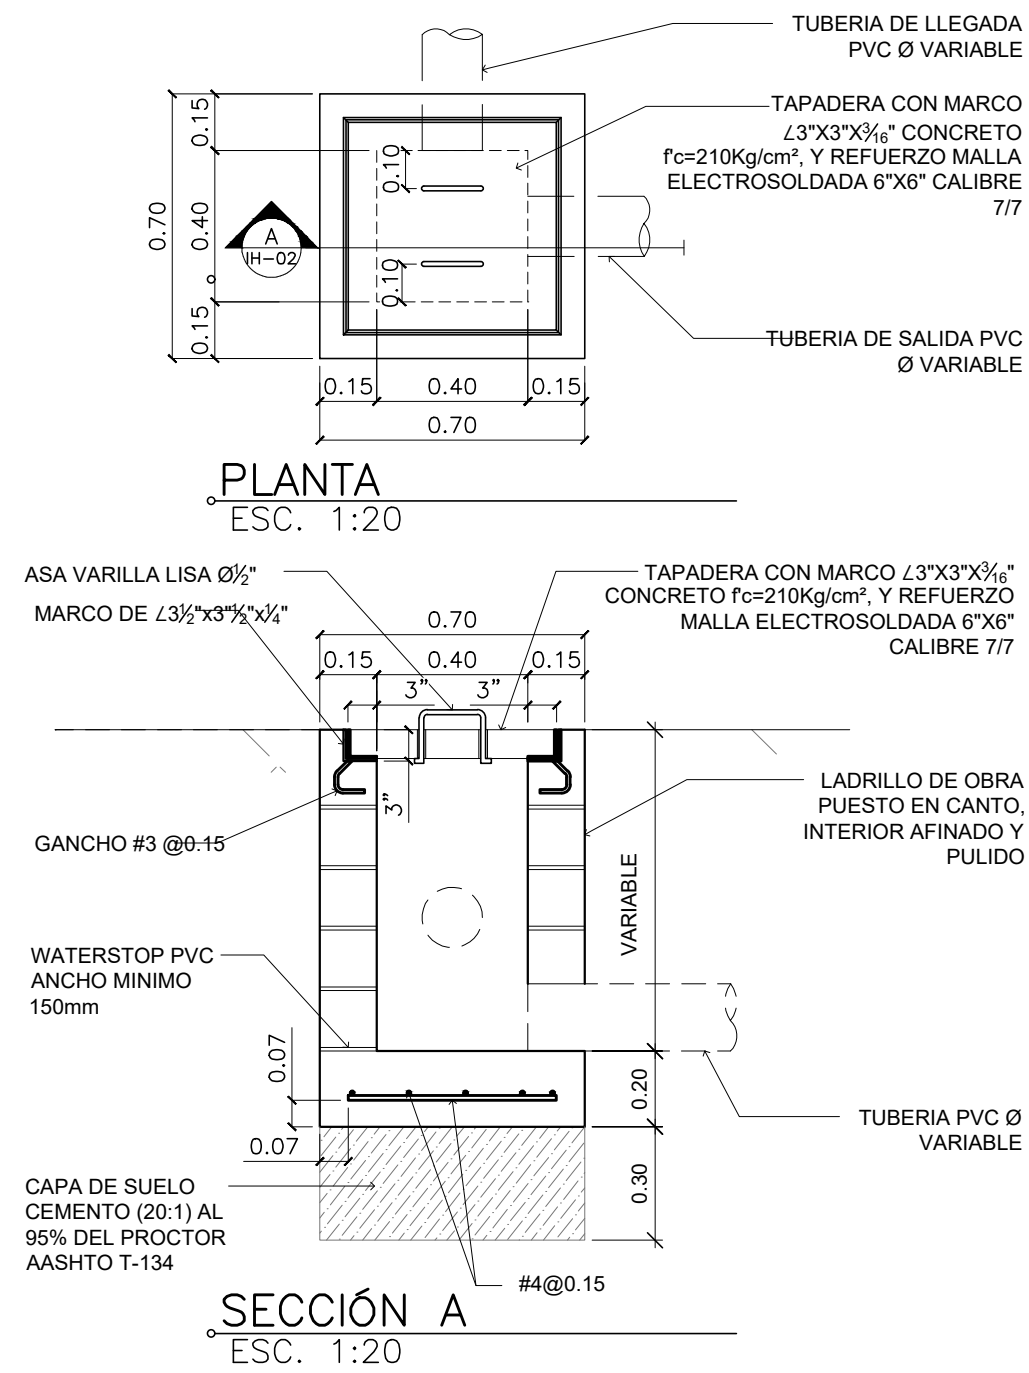 TUBERIA DE LLEGADA
PVC Ø VARIABLE
TAPADERA CON MARCO
∠3"X3"X3⁄16" CONCRETO
f'c=210Kg/cm², Y REFUERZO MALLA
ELECTROSOLDADA 6"X6" CALIBRE
7/7
0.15
0.10
0.70
0.40
A
IH-02
0.10
0.15
TUBERIA DE SALIDA PVC
Ø VARIABLE
0.15
0.40
0.15
0.70
PLANTA
ESC. 1:20
ASA VARILLA LISA Ø1⁄2"
MARCO DE ∠31⁄2"x3"1⁄2"x1⁄4"
TAPADERA CON MARCO ∠3"X3"X3⁄16"
CONCRETO f'c=210Kg/cm², Y REFUERZO
MALLA ELECTROSOLDADA 6"X6"
CALIBRE 7/7
0.70
0.15
0.40
0.15
3"
3"
3"
LADRILLO DE OBRA
PUESTO EN CANTO,
INTERIOR AFINADO Y
PULIDO
GANCHO #3 @0.15
VARIABLE
WATERSTOP PVC
ANCHO MINIMO
150mm
0.07
0.20
TUBERIA PVC Ø
VARIABLE
0.07
0.30
CAPA DE SUELO
CEMENTO (20:1) AL
95% DEL PROCTOR
AASHTO T-134
#4@0.15
SECCIÓN A
ESC. 1:20